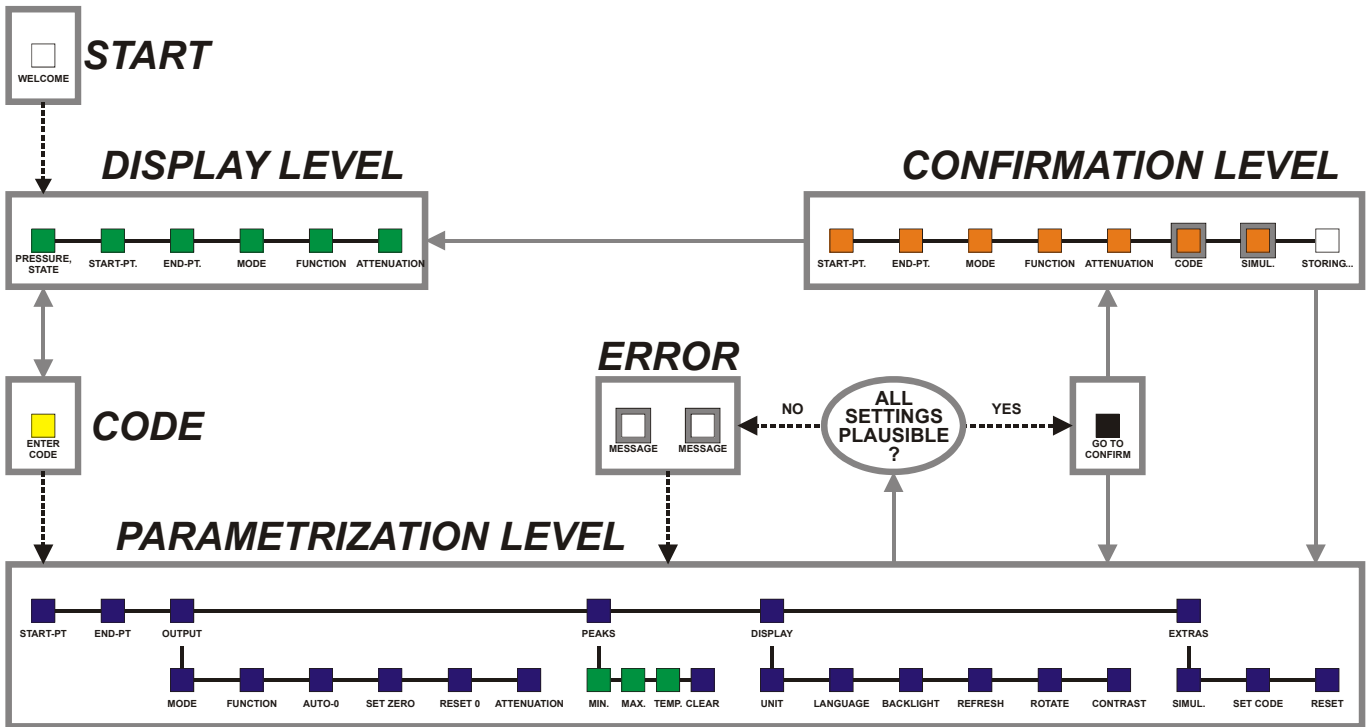 START
WELCOME
DISPLAY LEVEL
CONFIRMATION LEVEL
PRESSURE,
STATE
START-PT.
END-PT.
MODE
FUNCTION
ATTENUATION
START-PT.
END-PT.
MODE
FUNCTION
ATTENUATION
CODE
SIMUL.
STORING...
ERROR
CODE
ENTER
CODE
MESSAGE
MESSAGE
NO
ALL
SETTINGS
PLAUSIBLE
?
YES
GO TO
CONFIRM
PARAMETRIZATION LEVEL
START-PT
END-PT
OUTPUT
PEAKS
DISPLAY
EXTRAS
MODE
FUNCTION
AUTO-0
SET ZERO
RESET 0
ATTENUATION
MIN.
MAX.
TEMP.
CLEAR
UNIT
LANGUAGE
BACKLIGHT
REFRESH
ROTATE
CONTRAST
SIMUL.
SET CODE
RESET